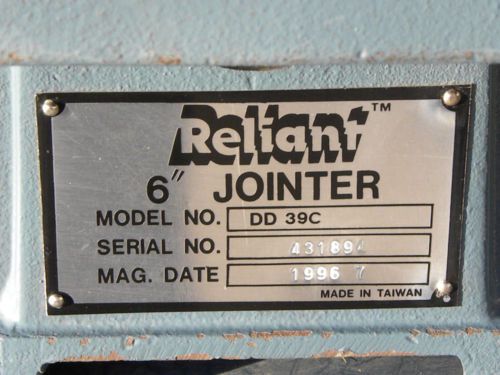 Reliant™
6" JOINTER
MODEL NO. DD 39C
SERIAL NO. 431894
MAG. DATE 1996 7
MADE IN TAIWAN